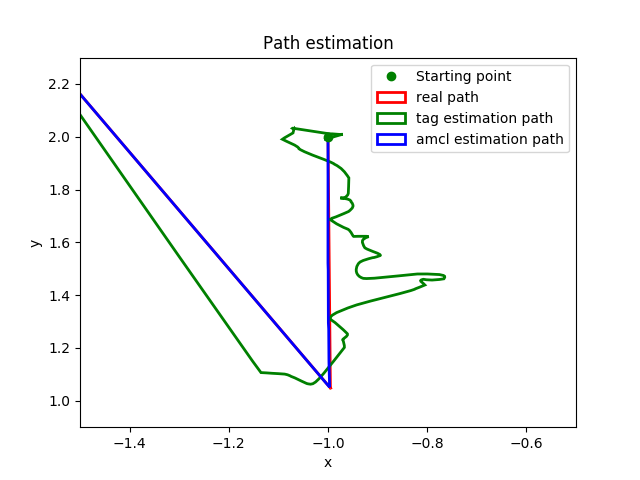 Path estimation
Starting point
real path
tag estimation path
amcl estimation path
y
2.2
2.0
1.8
1.6
1.4
1.2
1.0
−1.4
−1.2
−1.0
−0.8
−0.6
x